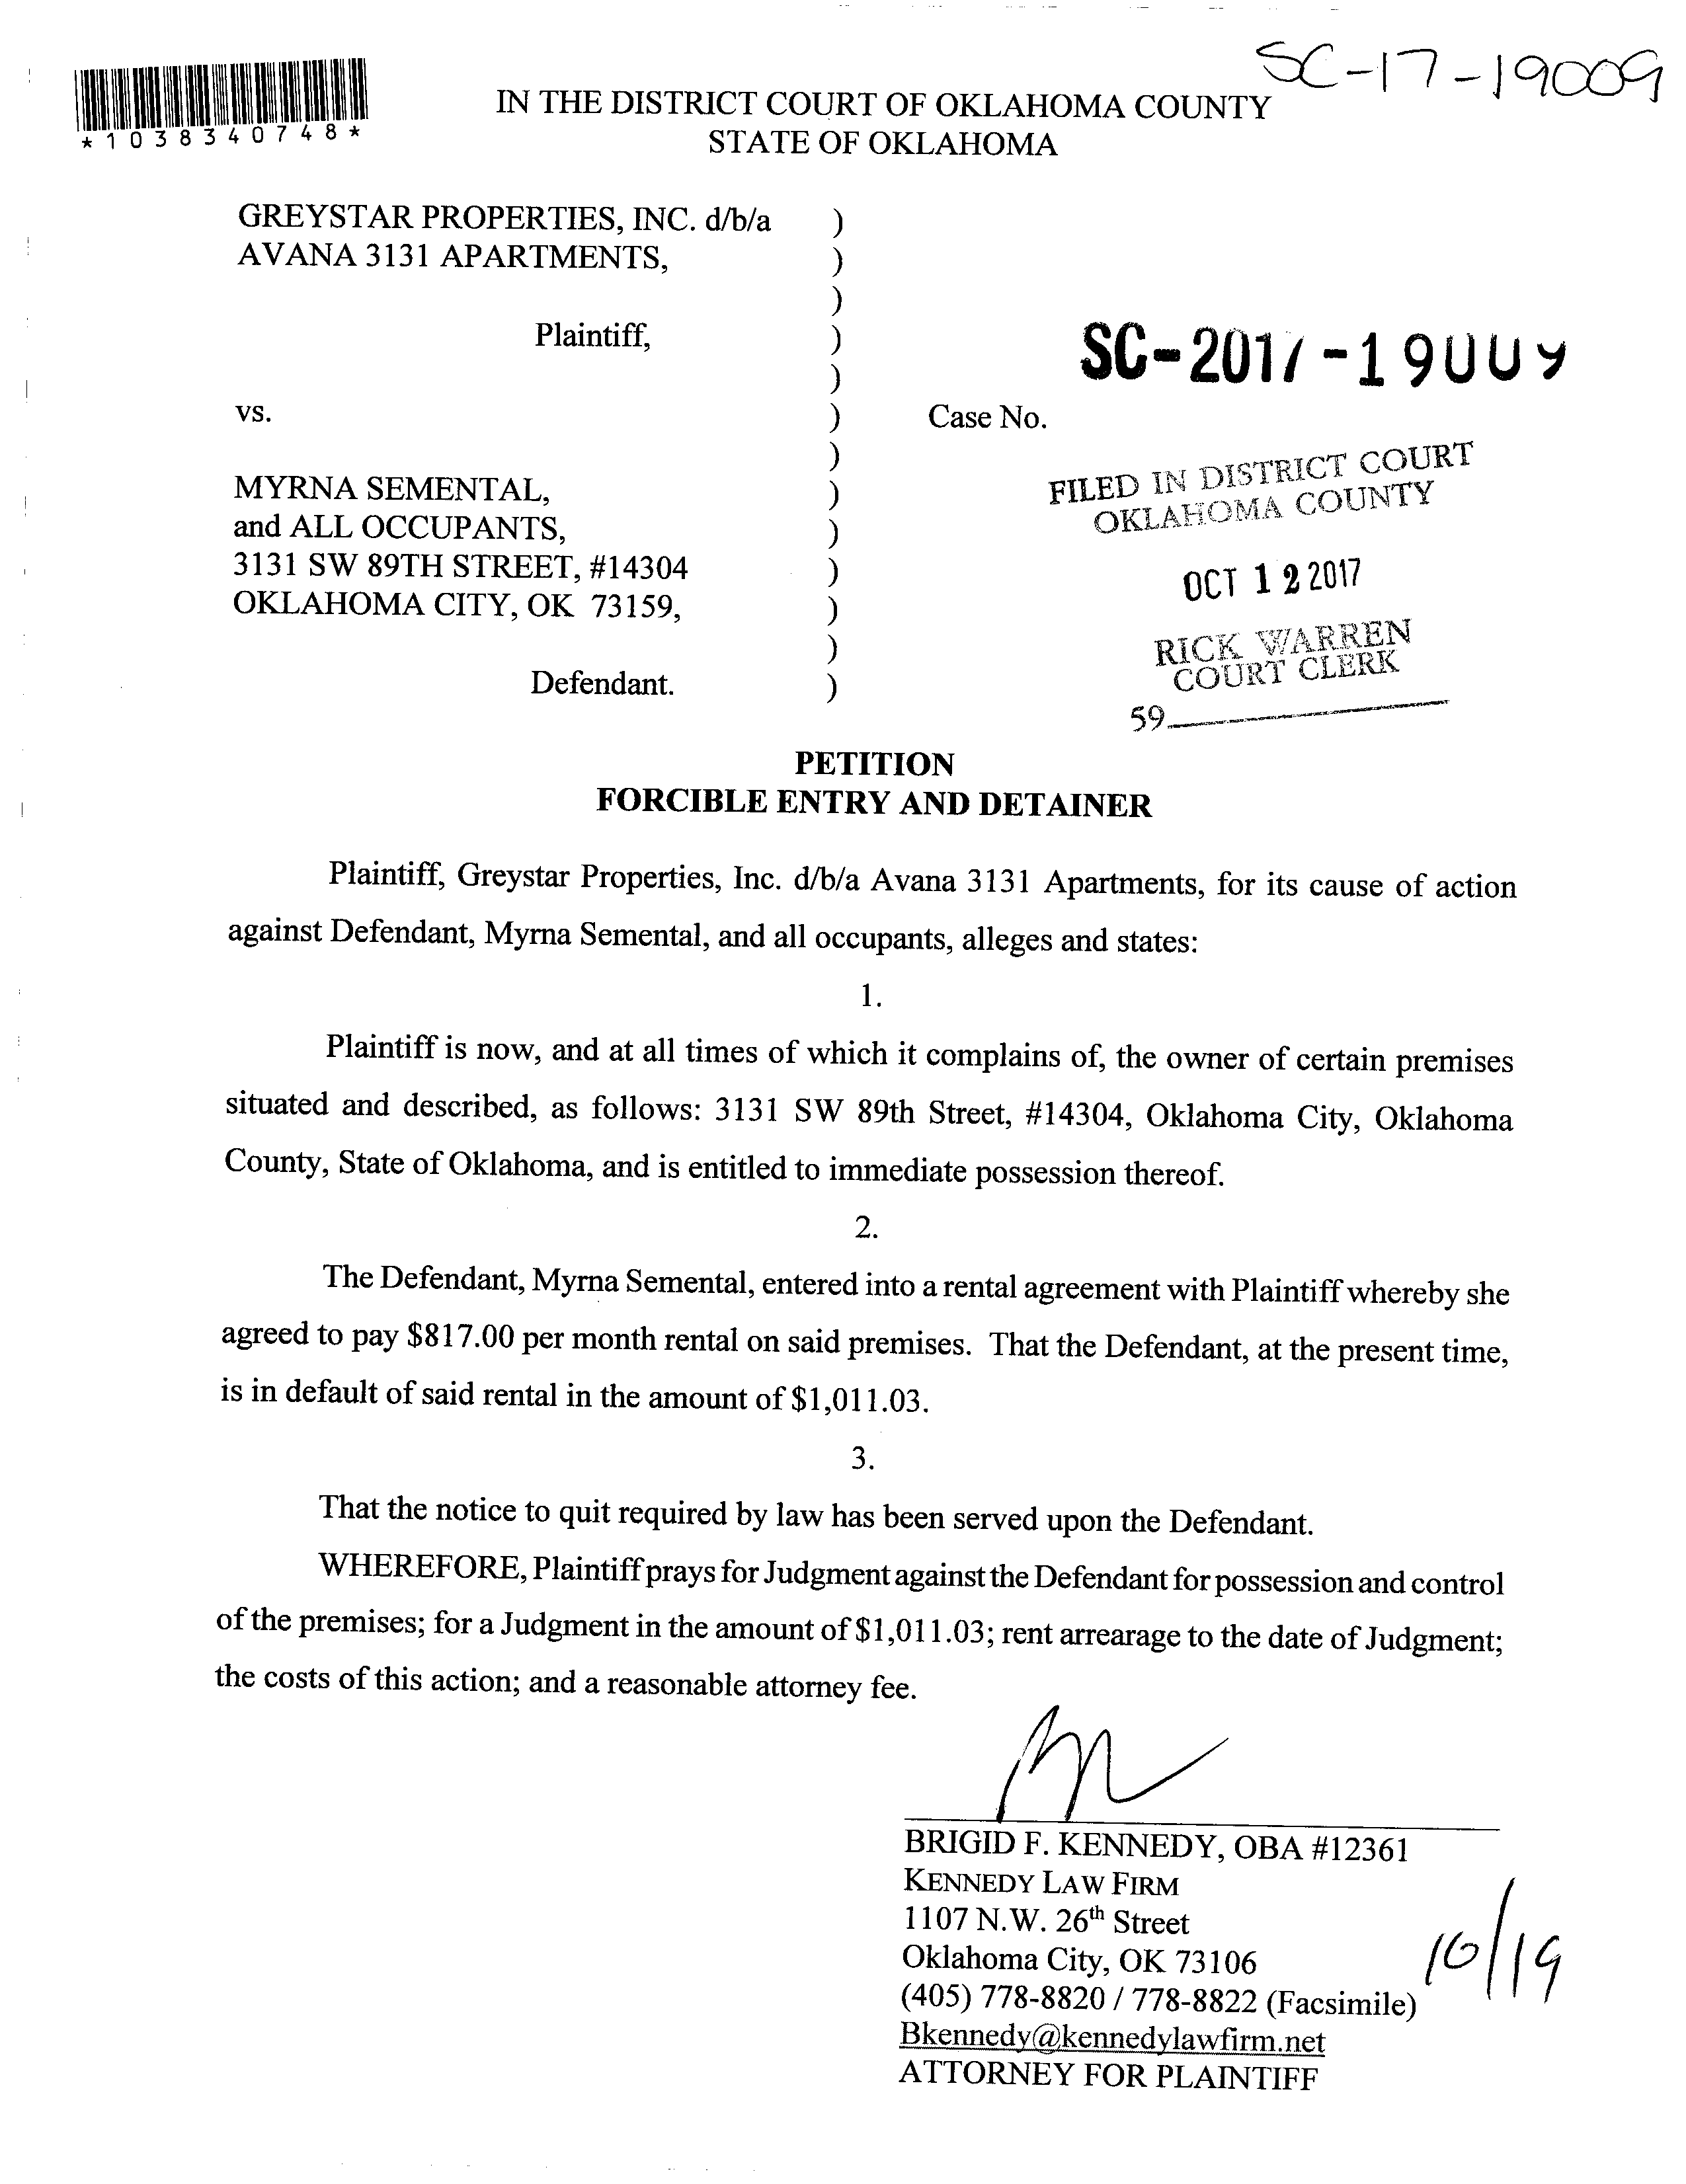 SC-17-19009
*1038340748*
IN THE DISTRICT COURT OF OKLAHOMA COUNTY
STATE OF OKLAHOMA
GREYSTAR PROPERTIES, INC. d/b/a )
AVANA 3131 APARTMENTS, )
)
Plaintiff, )
)
SC-2017-19009
vs. ) Case No.
)
MYRNA SEMENTAL, )
and ALL OCCUPANTS, )
3131 SW 89TH STREET, #14304 )
OKLAHOMA CITY, OK 73159, )
)
Defendant. )
FILED IN DISTRICT COURT
OKLAHOMA COUNTY
OCT 12 2017
RICK WARREN
COURT CLERK
59
PETITION
FORCIBLE ENTRY AND DETAINER
Plaintiff, Greystar Properties, Inc. d/b/a Avana 3131 Apartments, for its cause of action
against Defendant, Myrna Semental, and all occupants, alleges and states:
1.
Plaintiff is now, and at all times of which it complains of, the owner of certain premises
situated and described, as follows: 3131 SW 89th Street, #14304, Oklahoma City, Oklahoma
County, State of Oklahoma, and is entitled to immediate possession thereof.
2.
The Defendant, Myrna Semental, entered into a rental agreement with Plaintiff whereby she
agreed to pay $817.00 per month rental on said premises. That the Defendant, at the present time,
is in default of said rental in the amount of $1,011.03.
3.
That the notice to quit required by law has been served upon the Defendant.
WHEREFORE, Plaintiff prays for Judgment against the Defendant for possession and control
of the premises; for a Judgment in the amount of $1,011.03; rent arrearage to the date of Judgment;
the costs of this action; and a reasonable attorney fee.
BRIGID F. KENNEDY, OBA #12361
KENNEDY LAW FIRM
1107 N.W. 26th Street
Oklahoma City, OK 73106
(405) 778-8820 / 778-8822 (Facsimile)
Bkennedy@kennedylawfirm.net
ATTORNEY FOR PLAINTIFF
10/19